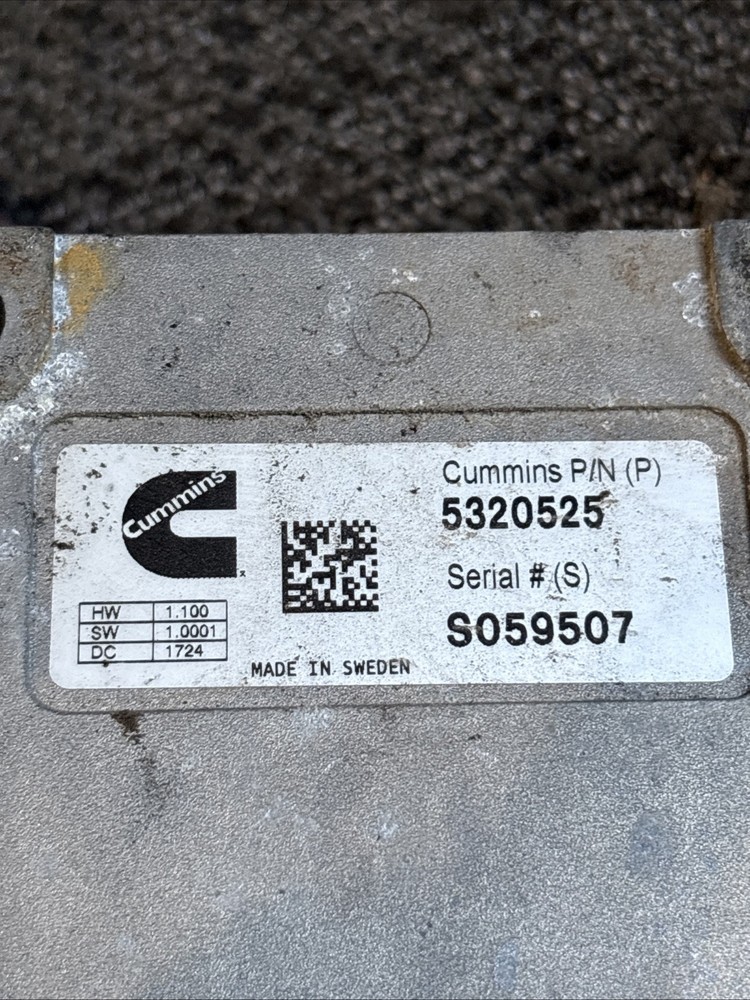 Cummins
Cummins P/N (P)
5320525
Serial # (S)
S059507
HW 1.100
SW 1.0001
DC 1724
MADE IN SWEDEN